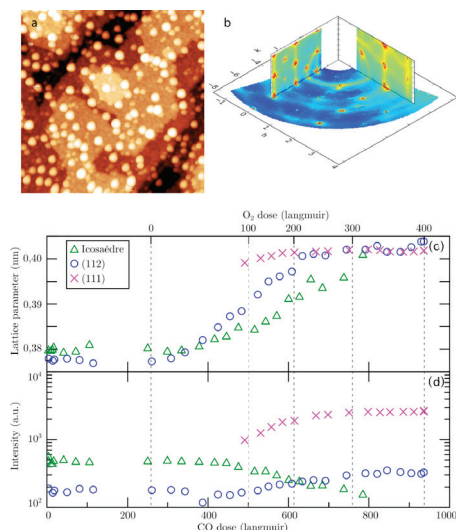 a
b
O₂ dose (langmuir)
0 100 200 300 400
Icosaèdre
(112)
(111)
(c)
Lattice parameter (nm)
0,40
0,39
0,38
(d)
Intensity (a.u.)
10⁴
10³
10²
0 200 400 600 800 1000
CO dose (langmuir)